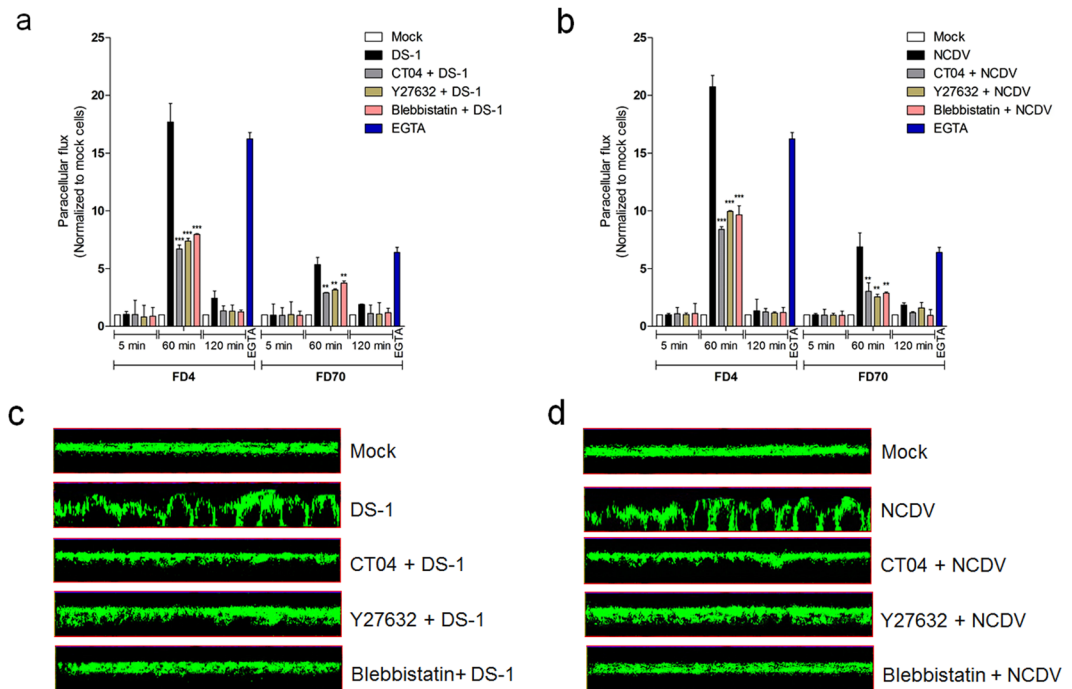 a
25
20
15
10
5
0
Paracellular flux
(Normalized to mock cells)
Mock
DS-1
CT04 + DS-1
Y27632 + DS-1
Blebbistatin + DS-1
EGTA
***
***
***
**
**
**
5 min
60 min
120 min
EGTA
5 min
60 min
120 min
EGTA
FD4
FD70
b
25
20
15
10
5
0
Paracellular flux
(Normalized to mock cells)
Mock
NCDV
CT04 + NCDV
Y27632 + NCDV
Blebbistatin + NCDV
EGTA
***
***
***
**
**
**
5 min
60 min
120 min
EGTA
5 min
60 min
120 min
EGTA
FD4
FD70
c
Mock
DS-1
CT04 + DS-1
Y27632 + DS-1
Blebbistatin+ DS-1
d
Mock
NCDV
CT04 + NCDV
Y27632 + NCDV
Blebbistatin + NCDV